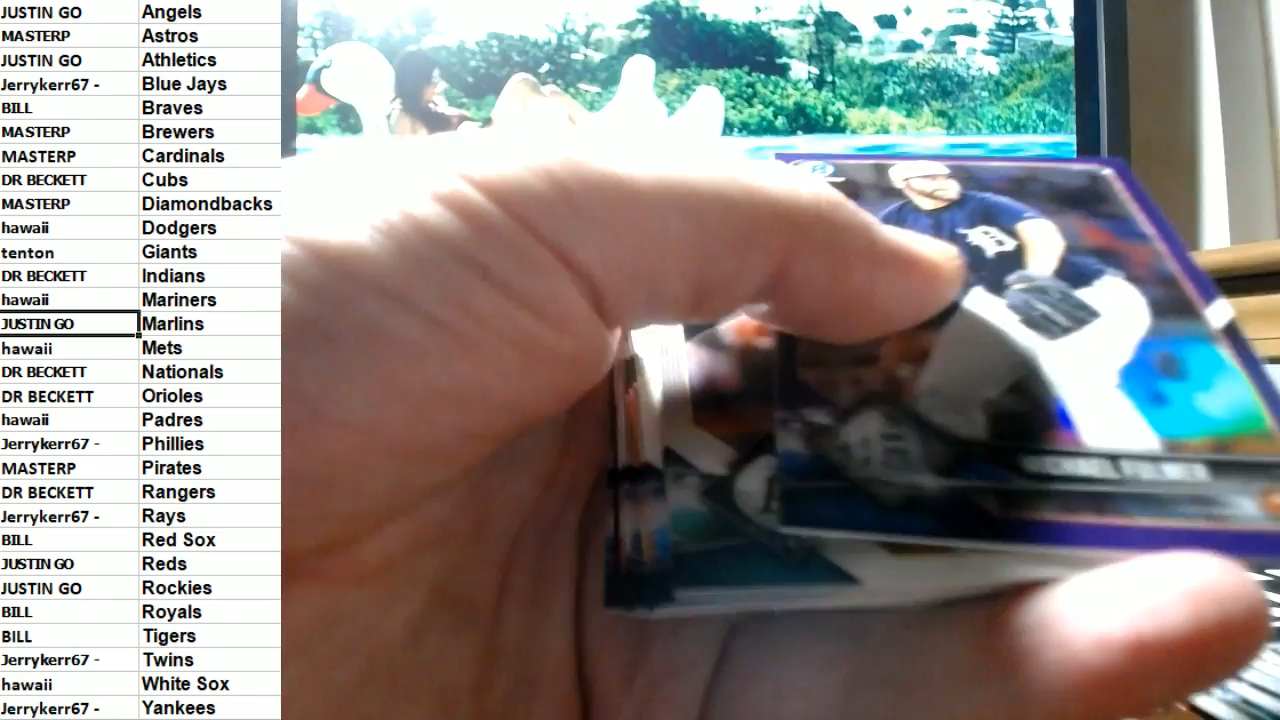 JUSTIN GO Angels
MASTERP Astros
JUSTIN GO Athletics
Jerrykerr67 - Blue Jays
BILL Braves
MASTERP Brewers
MASTERP Cardinals
DR BECKETT Cubs
MASTERP Diamondbacks
hawaii Dodgers
tenton Giants
DR BECKETT Indians
hawaii Mariners
JUSTIN GO Marlins
hawaii Mets
DR BECKETT Nationals
DR BECKETT Orioles
hawaii Padres
Jerrykerr67 - Phillies
MASTERP Pirates
DR BECKETT Rangers
Jerrykerr67 - Rays
BILL Red Sox
JUSTIN GO Reds
JUSTIN GO Rockies
BILL Royals
BILL Tigers
Jerrykerr67 - Twins
hawaii White Sox
Jerrykerr67 - Yankees